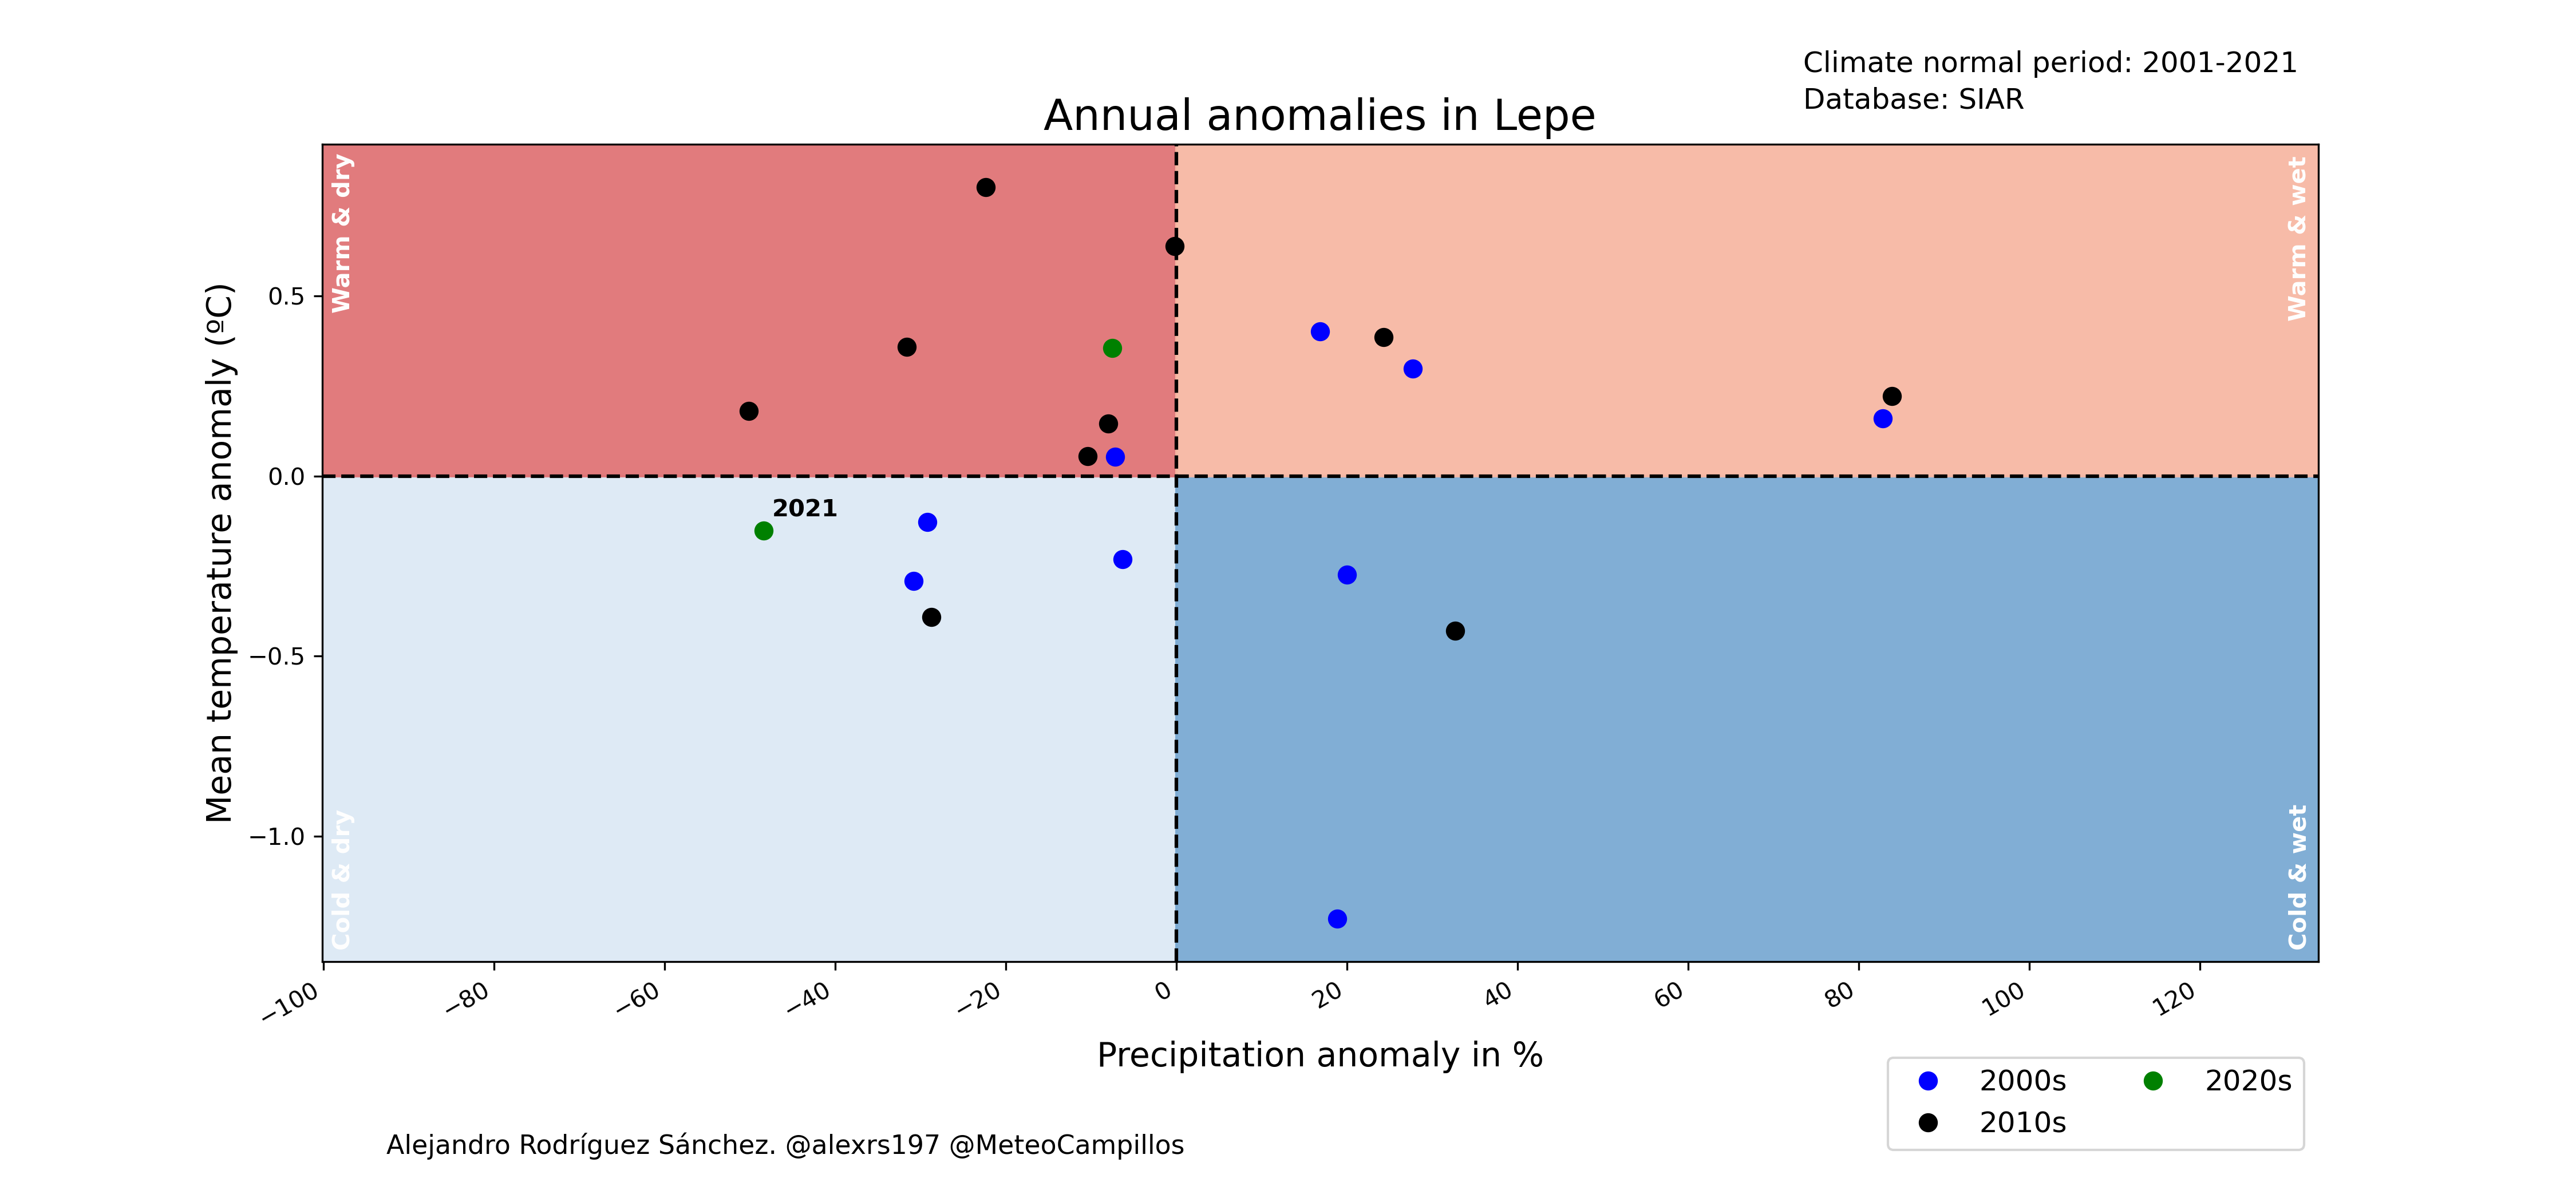 Climate normal period: 2001-2021
Database: SIAR
Annual anomalies in Lepe
Warm & dry
Warm & wet
Mean temperature anomaly (ºC)
0.5
0.0
−0.5
−1.0
2021
Cold & dry
Cold & wet
−100 −80 −60 −40 −20 0 20 40 60 80 100 120
Precipitation anomaly in %
2000s 2020s
2010s
Alejandro Rodríguez Sánchez. @alexrs197 @MeteoCampillos